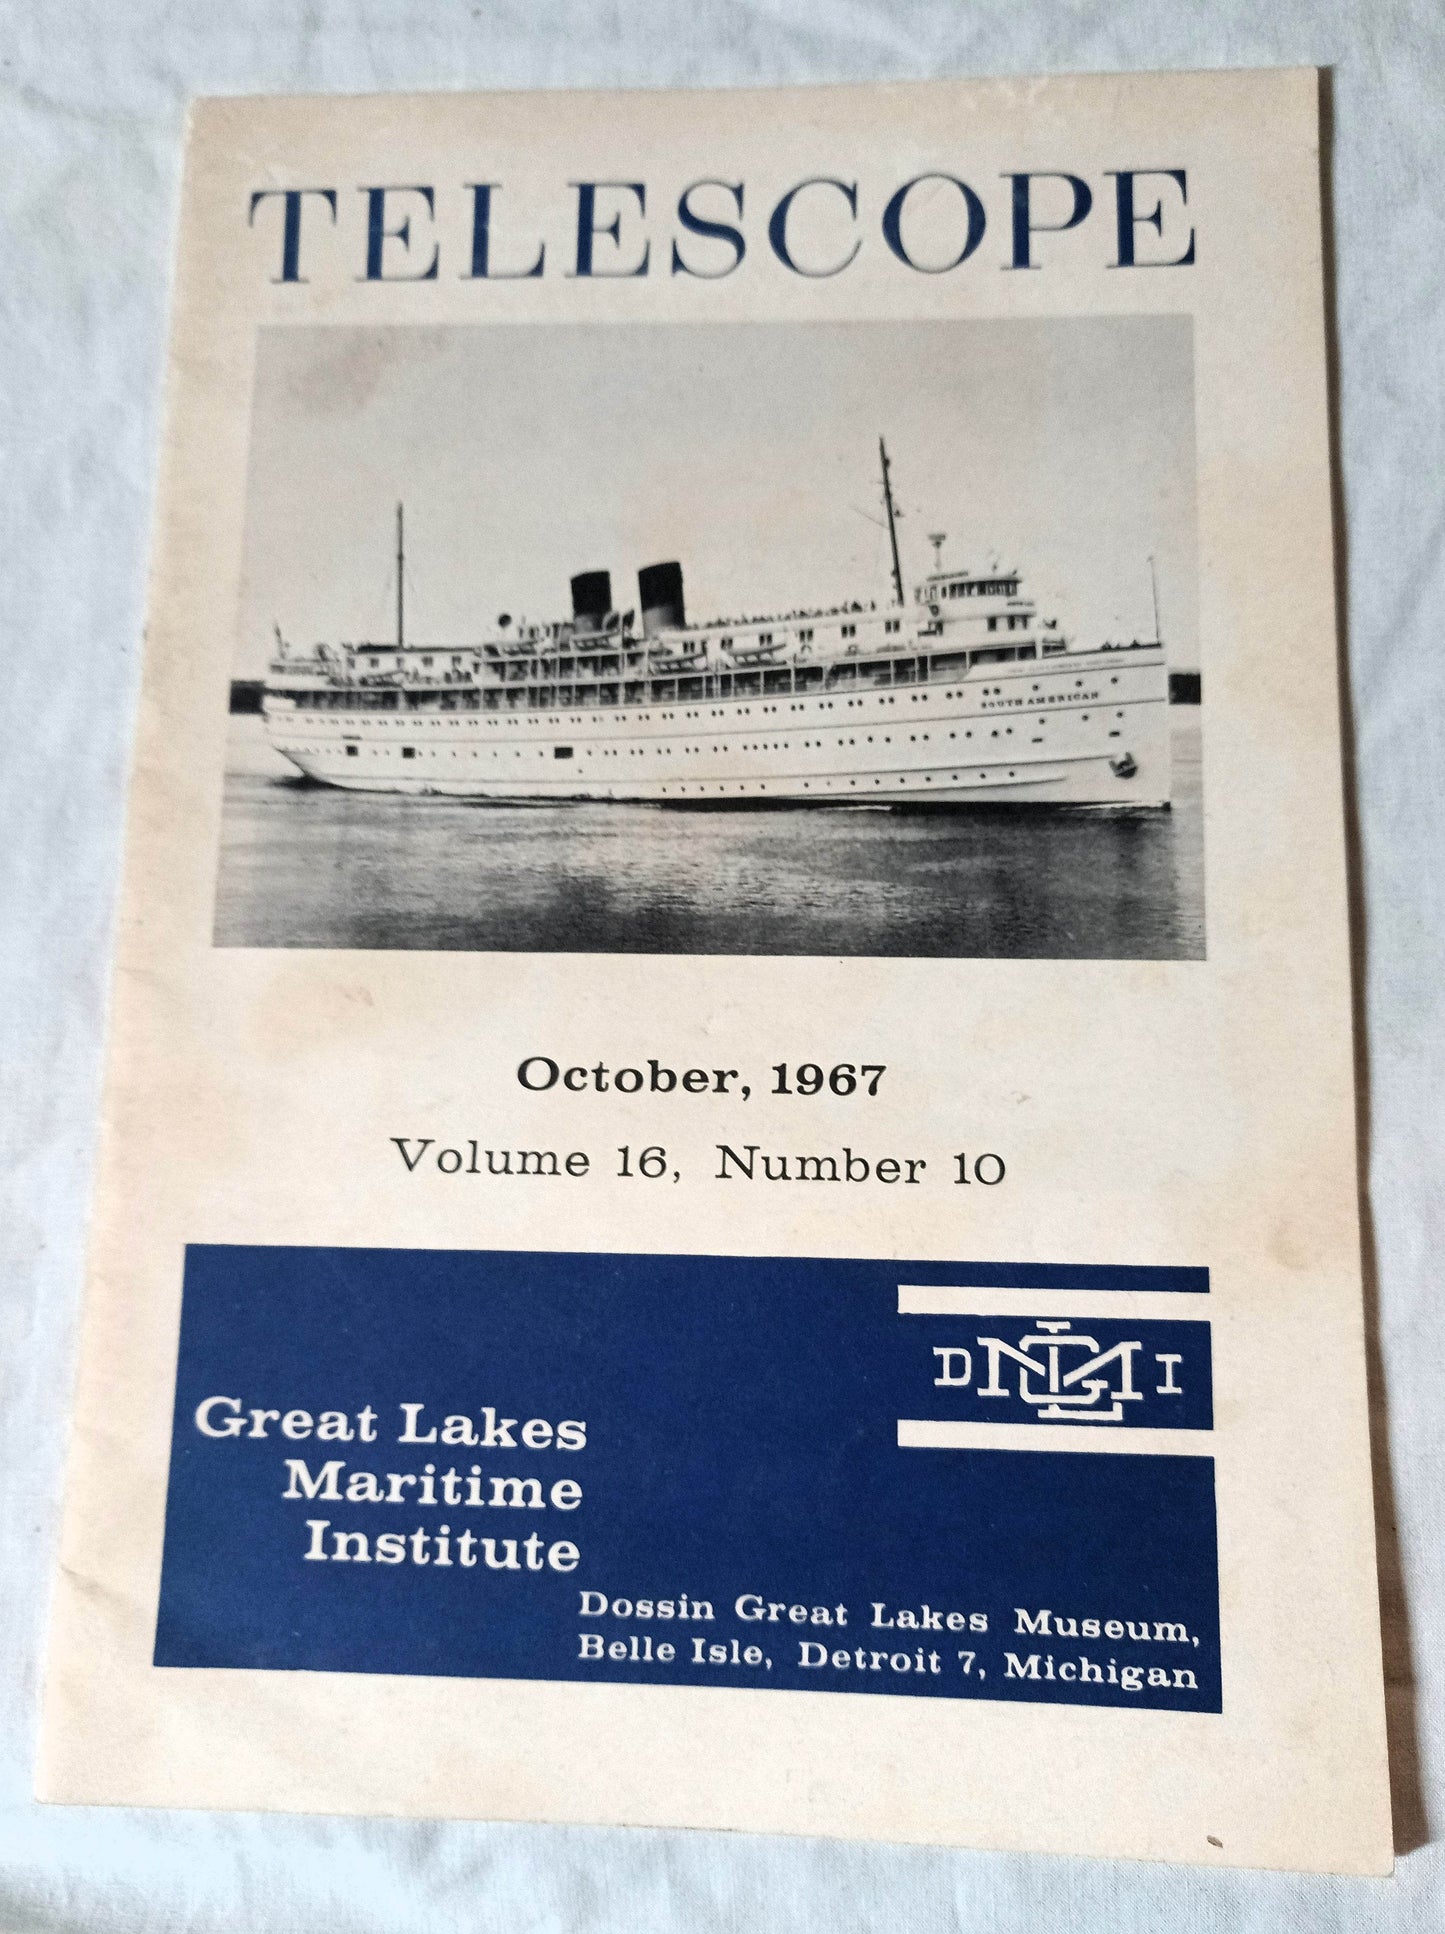 TELESCOPE
SOUTH AMERICAN
October, 1967
Volume 16, Number 10
D GLMI I
Great Lakes
Maritime
Institute
Dossin Great Lakes Museum,
Belle Isle, Detroit 7, Michigan